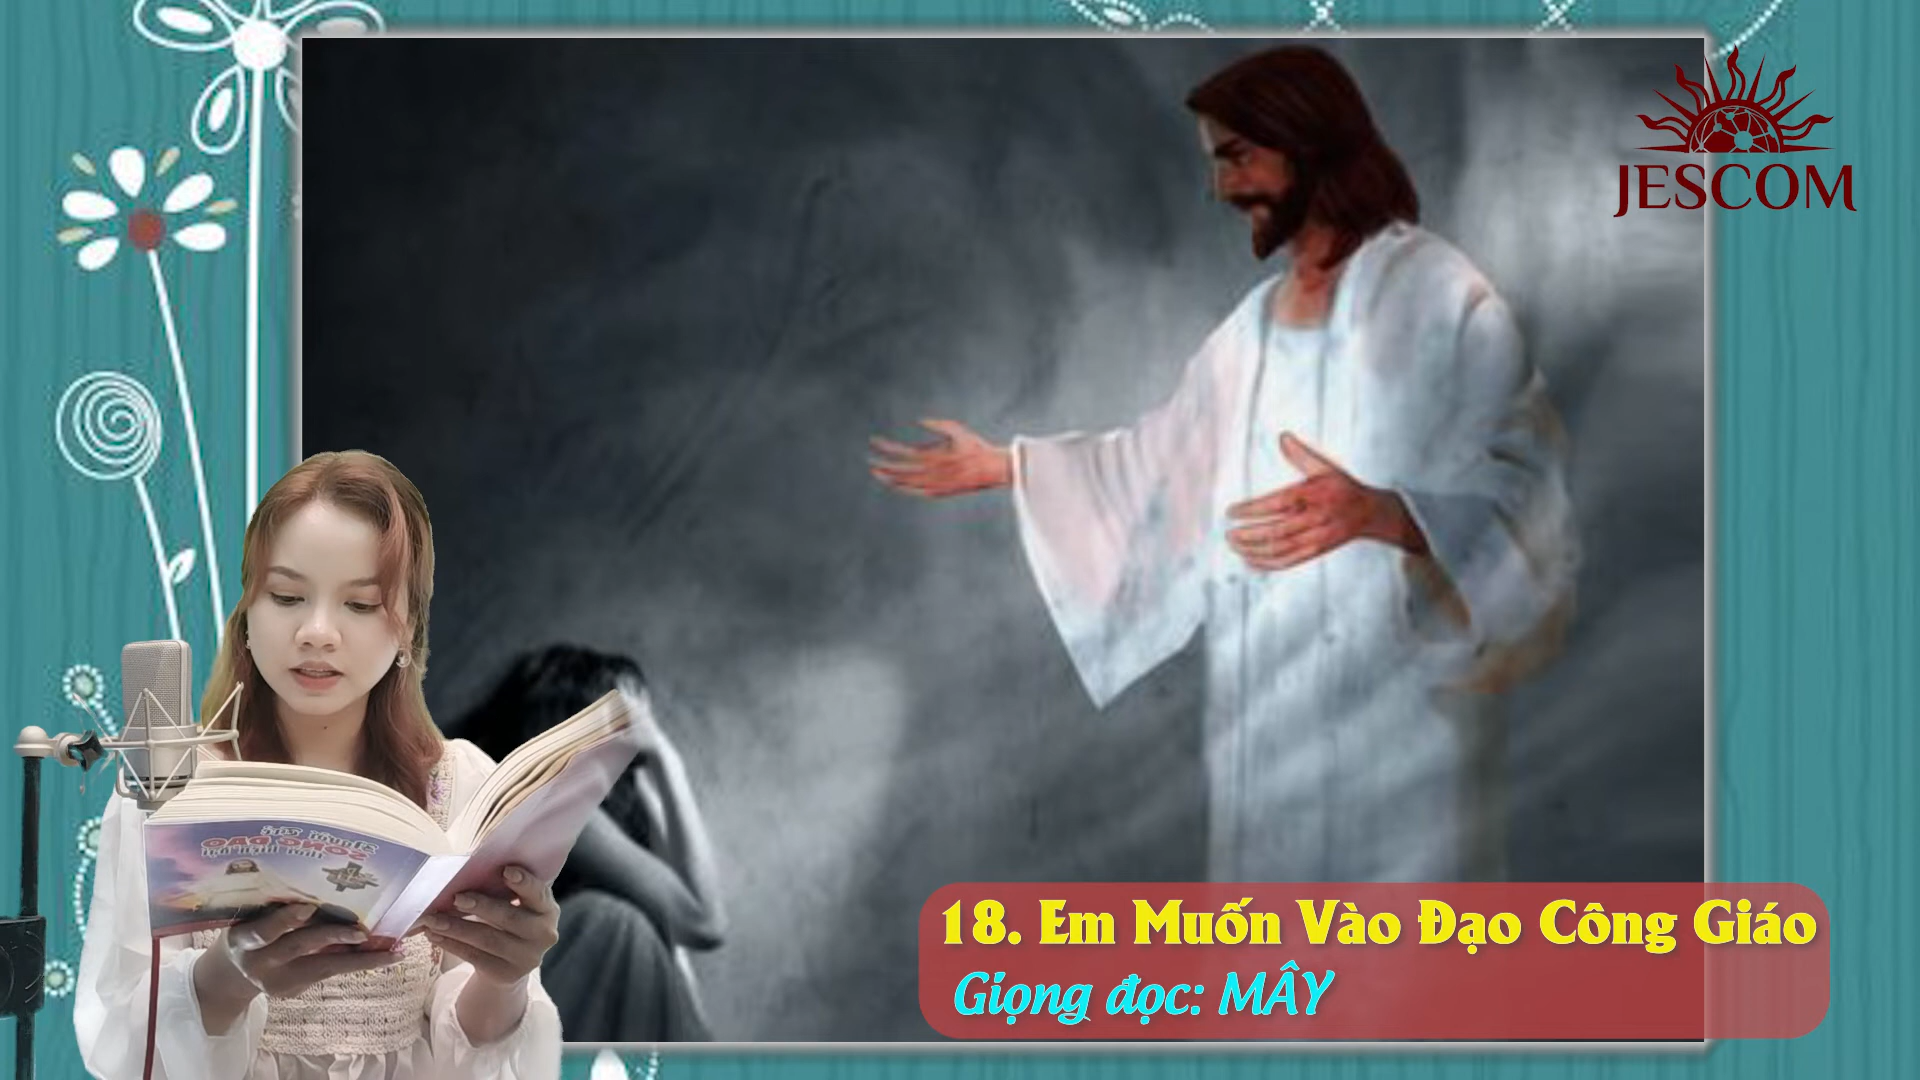 JESCOM
18. Em Muốn Vào Đạo Công Giáo
Giọng đọc: MÂY